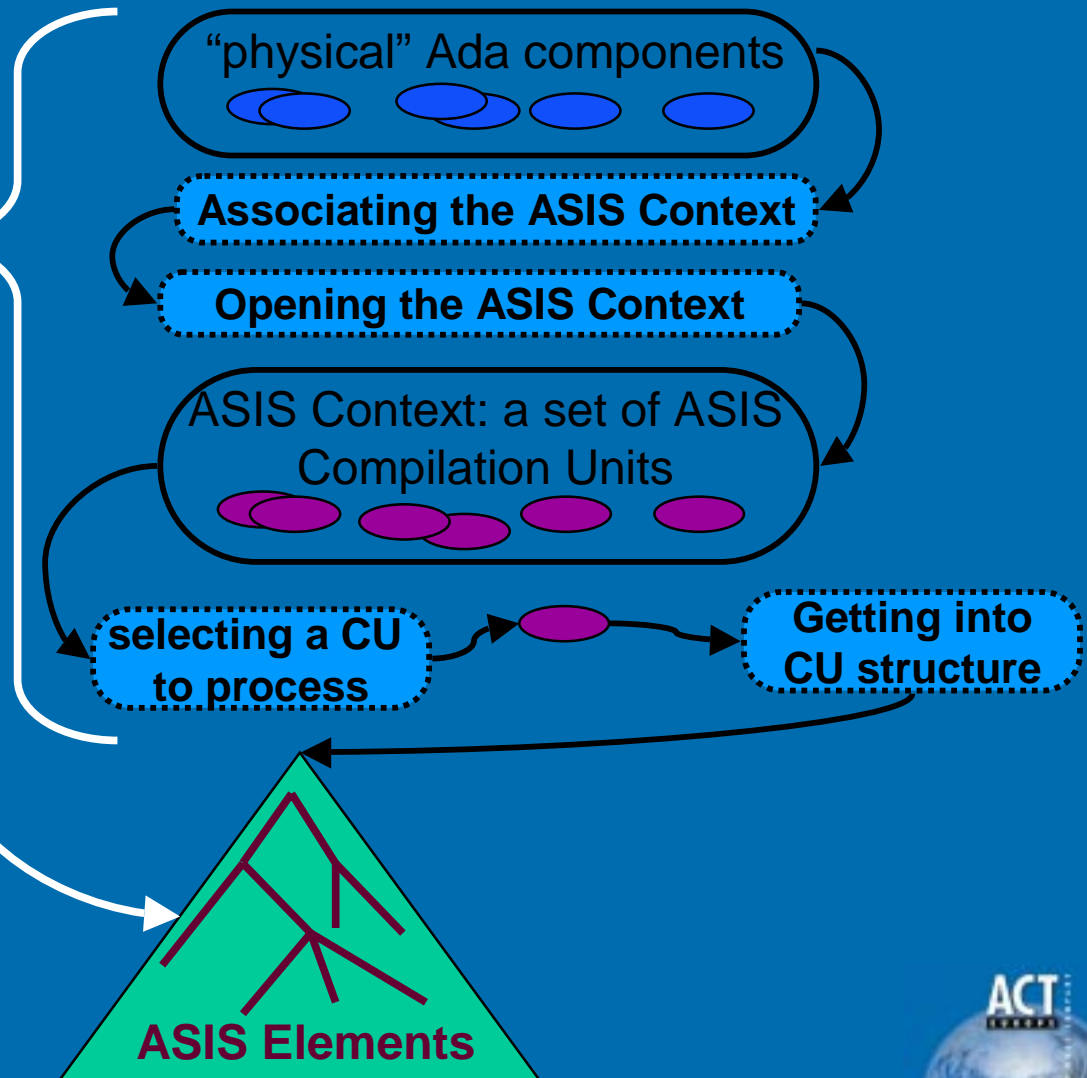 “physical” Ada components
Associating the ASIS Context
Opening the ASIS Context
ASIS Context: a set of ASIS
Compilation Units
selecting a CU
to process
Getting into
CU structure
ASIS Elements
ACT
EUROPE